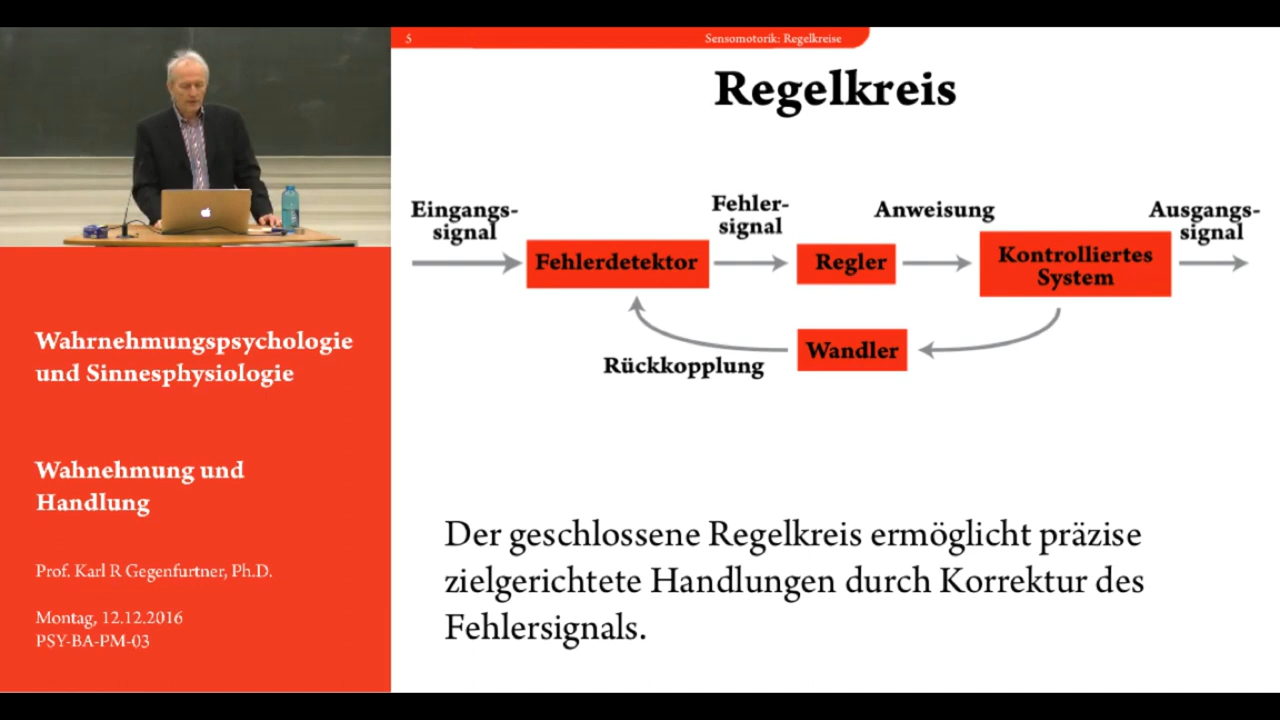 Wahrnehmungspsychologie
und Sinnesphysiologie
Wahnehmung und
Handlung
Prof. Karl R Gegenfurtner, Ph.D.
Montag, 12.12.2016
PSY-BA-PM-03
5
Sensomotorik: Regelkreise
Regelkreis
Eingangs-
signal
Fehlerdetektor
Fehler-
signal
Regler
Anweisung
Kontrolliertes
System
Ausgangs-
signal
Wandler
Rückkopplung
Der geschlossene Regelkreis ermöglicht präzise
zielgerichtete Handlungen durch Korrektur des
Fehlersignals.